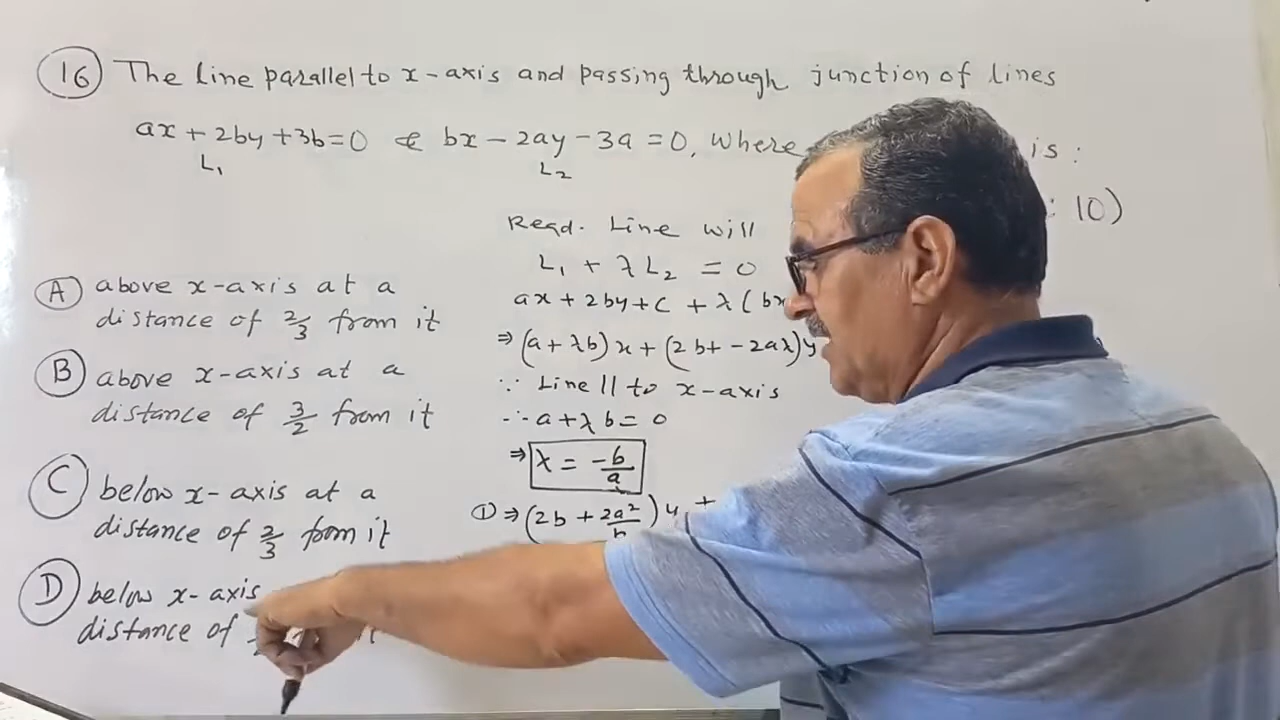 16 The line parallel to x-axis and passing through junction of lines
ax + 2by + 3b = 0 & bx - 2ay - 3a = 0, where is :
L₁ L₂
: 10)
Reqd. Line will
L₁ + λ L₂ = 0
ax + 2by + c + λ ( bx
⇒ (a + λb) x + (2b + - 2aλ) y
∵ Line || to x-axis
∴ a + λ b = 0
⇒ λ = -b/a
① ⇒ (2b + 2a²/b) y +
A above x-axis at a
distance of 2/3 from it
B above x-axis at a
distance of 3/2 from it
C below x-axis at a
distance of 2/3 from it
D below x-axis
distance of